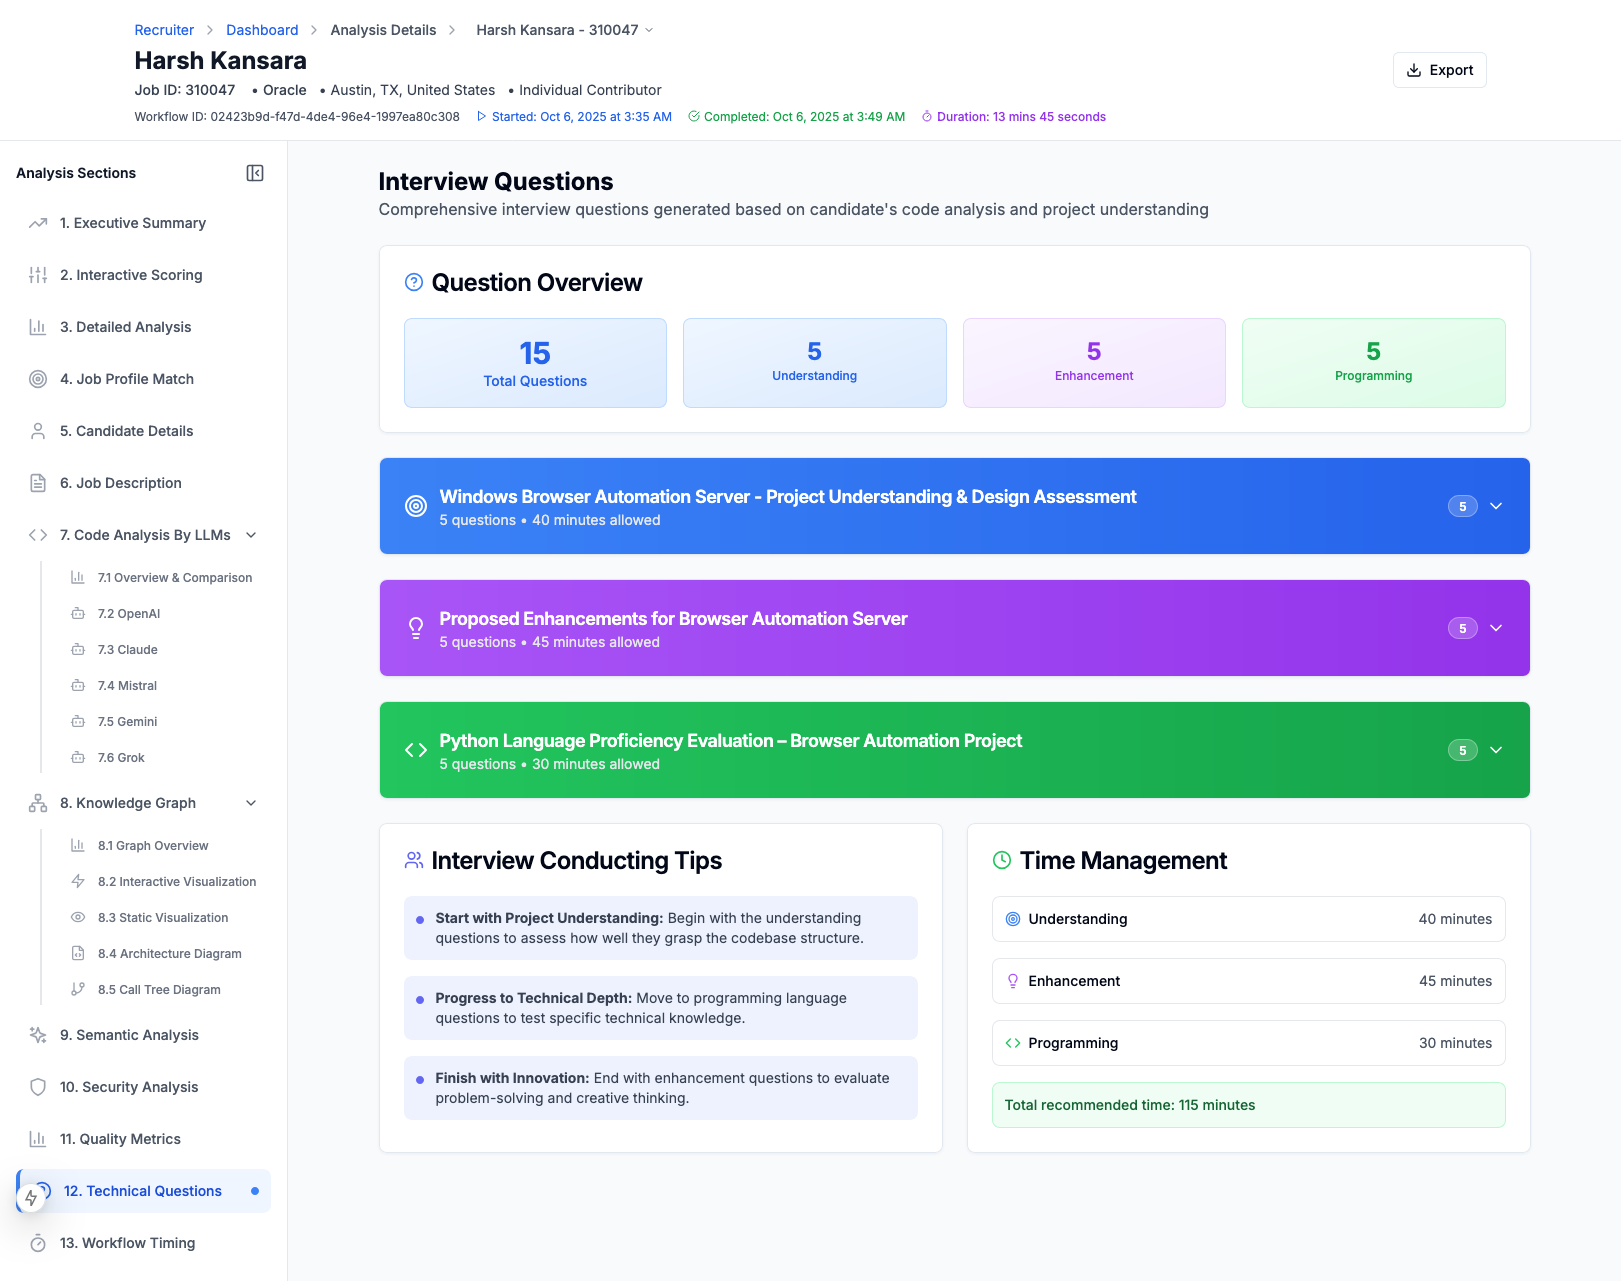 Recruiter > Dashboard > Analysis Details > Harsh Kansara - 310047
Harsh Kansara
Job ID: 310047 • Oracle • Austin, TX, United States • Individual Contributor
Workflow ID: 02423b9d-f47d-4de4-96e4-1997ea80c308 Started: Oct 6, 2025 at 3:35 AM Completed: Oct 6, 2025 at 3:49 AM Duration: 13 mins 45 seconds
Export
Analysis Sections
1. Executive Summary
2. Interactive Scoring
3. Detailed Analysis
4. Job Profile Match
5. Candidate Details
6. Job Description
7. Code Analysis By LLMs
7.1 Overview & Comparison
7.2 OpenAI
7.3 Claude
7.4 Mistral
7.5 Gemini
7.6 Grok
8. Knowledge Graph
8.1 Graph Overview
8.2 Interactive Visualization
8.3 Static Visualization
8.4 Architecture Diagram
8.5 Call Tree Diagram
9. Semantic Analysis
10. Security Analysis
11. Quality Metrics
12. Technical Questions
13. Workflow Timing
Interview Questions
Comprehensive interview questions generated based on candidate's code analysis and project understanding
Question Overview
15
Total Questions
5
Understanding
5
Enhancement
5
Programming
Windows Browser Automation Server - Project Understanding & Design Assessment
5 questions • 40 minutes allowed
5
Proposed Enhancements for Browser Automation Server
5 questions • 45 minutes allowed
5
Python Language Proficiency Evaluation – Browser Automation Project
5 questions • 30 minutes allowed
5
Interview Conducting Tips
Start with Project Understanding: Begin with the understanding
questions to assess how well they grasp the codebase structure.
Progress to Technical Depth: Move to programming language
questions to test specific technical knowledge.
Finish with Innovation: End with enhancement questions to evaluate
problem-solving and creative thinking.
Time Management
Understanding 40 minutes
Enhancement 45 minutes
Programming 30 minutes
Total recommended time: 115 minutes